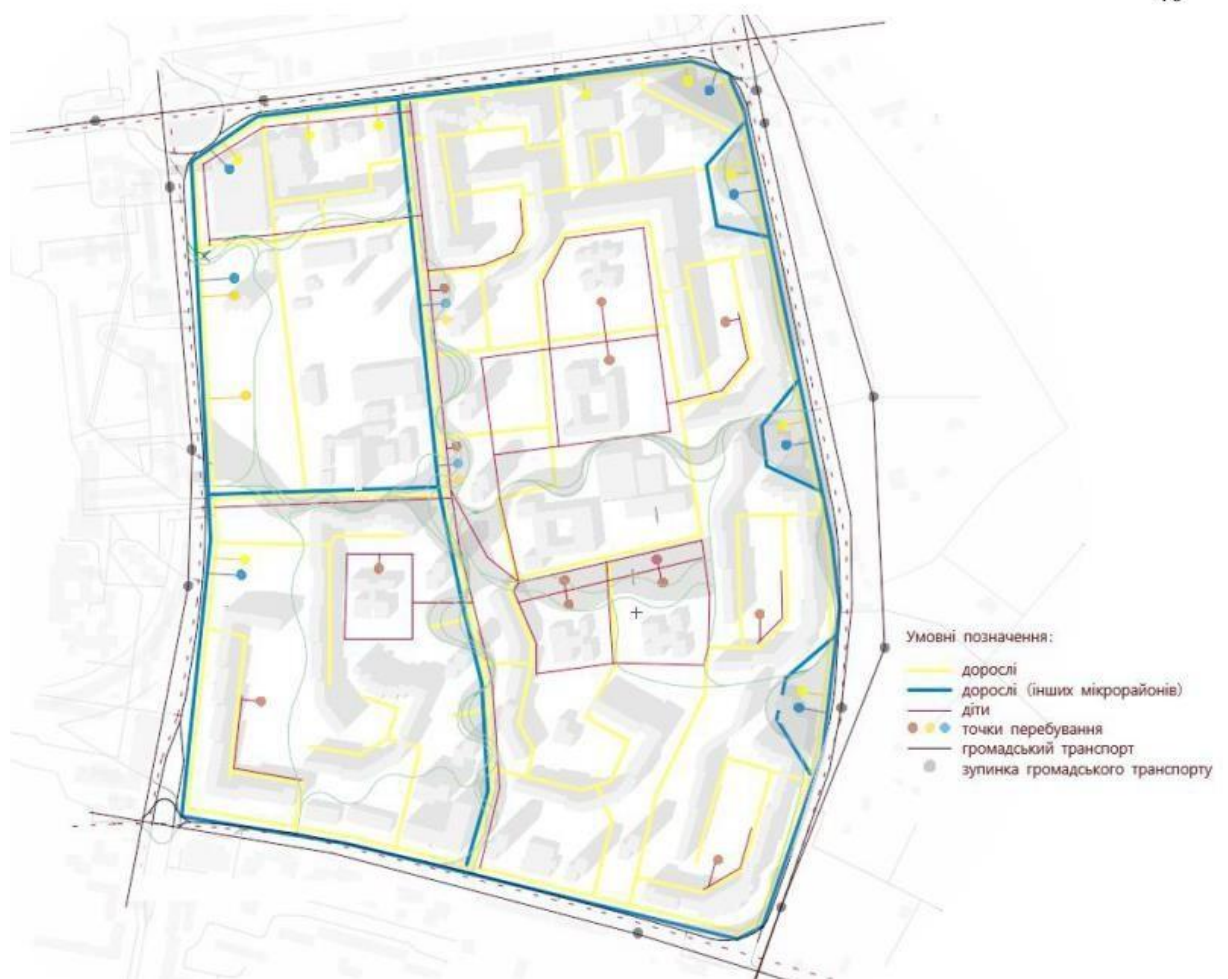 Умовні позначення:
дорослі
дорослі (інших мікрорайонів)
діти
точки перебування
громадський транспорт
зупинка громадського транспорту